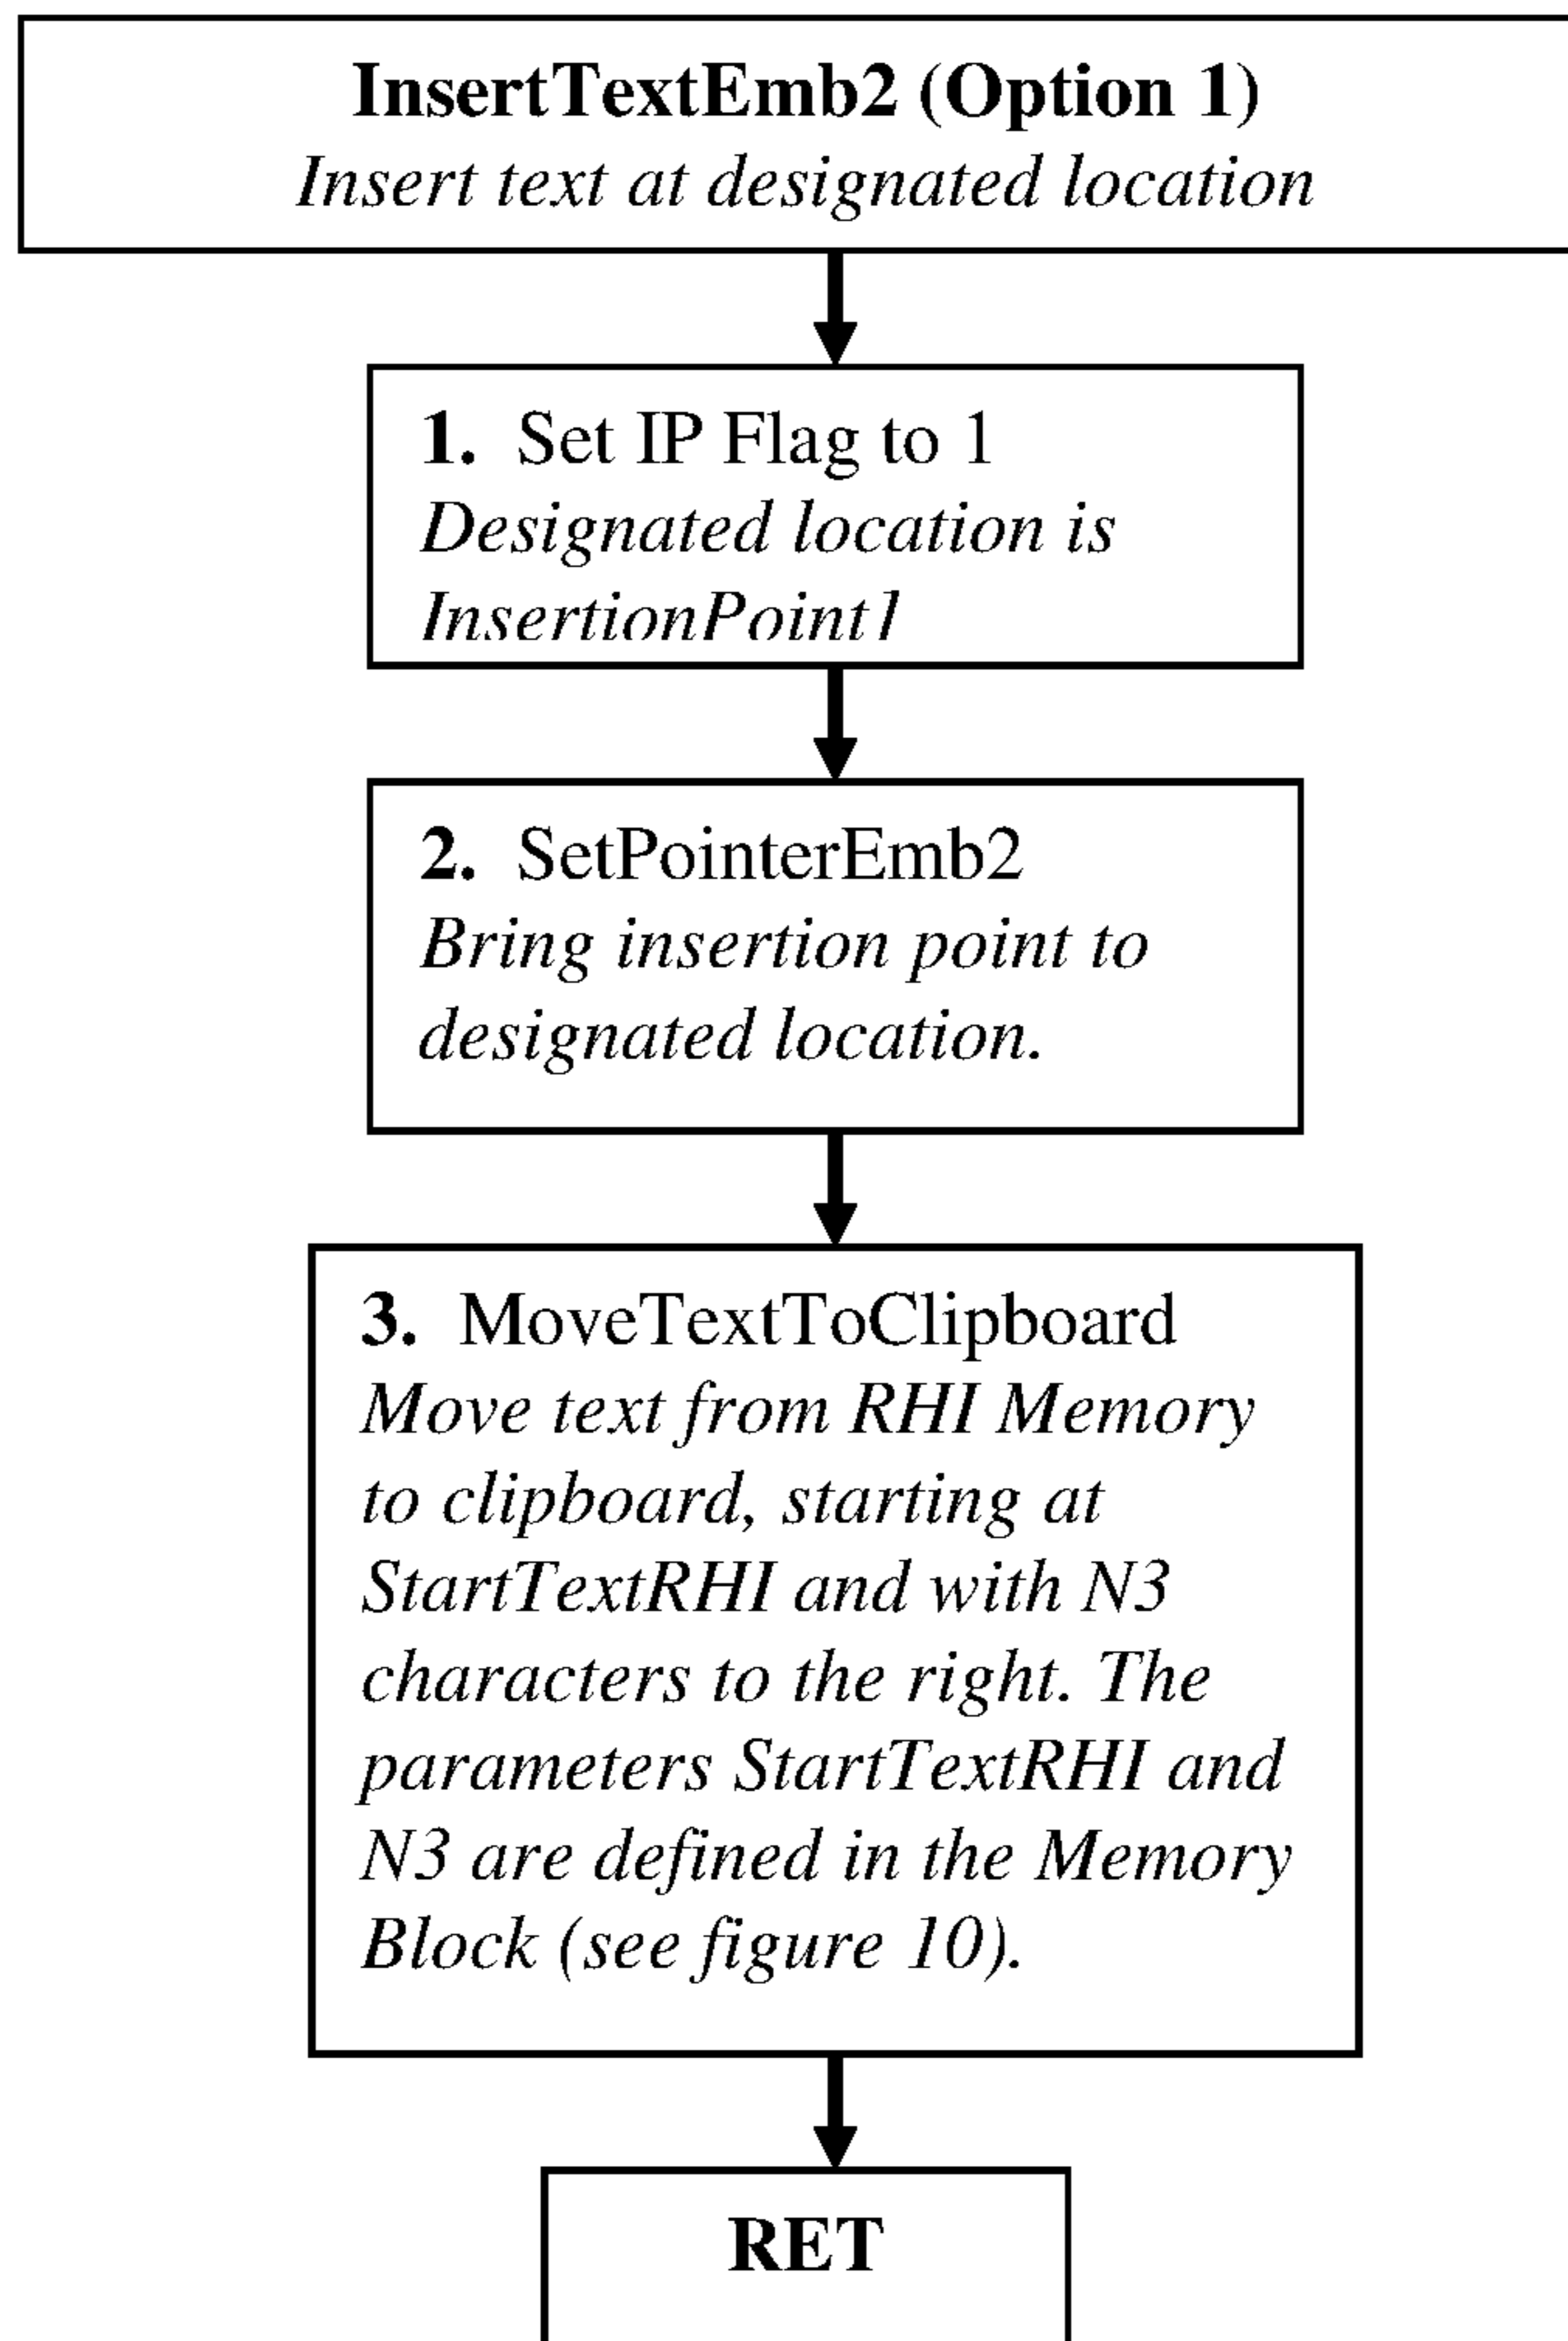 InsertTextEmb2 (Option 1)
Insert text at designated location
1. Set IP Flag to 1
Designated location is
InsertionPoint1
2. SetPointerEmb2
Bring insertion point to
designated location.
3. MoveTextToClipboard
Move text from RHI Memory
to clipboard, starting at
StartTextRHI and with N3
characters to the right. The
parameters StartTextRHI and
N3 are defined in the Memory
Block (see figure 10).
RET